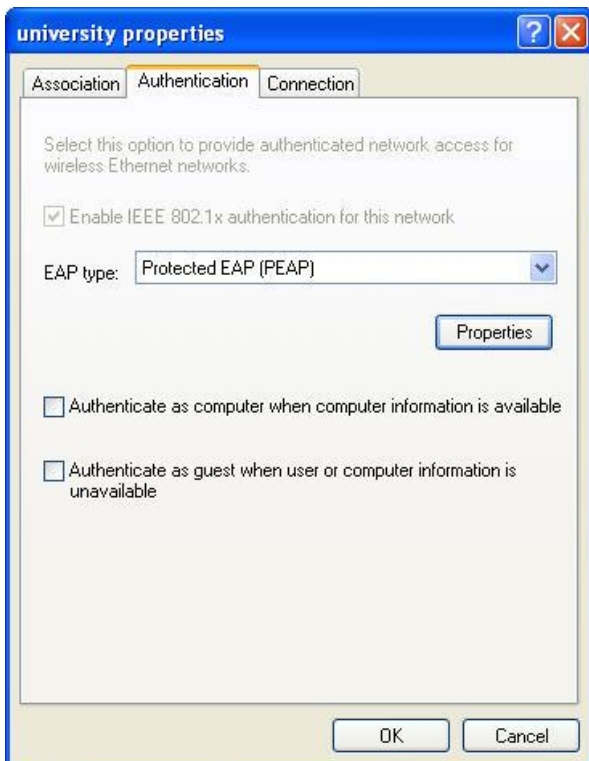 university properties
Association Authentication Connection
Select this option to provide authenticated network access for
wireless Ethernet networks.
Enable IEEE 802.1x authentication for this network
EAP type: Protected EAP (PEAP)
Properties
Authenticate as computer when computer information is available
Authenticate as guest when user or computer information is
unavailable
OK Cancel